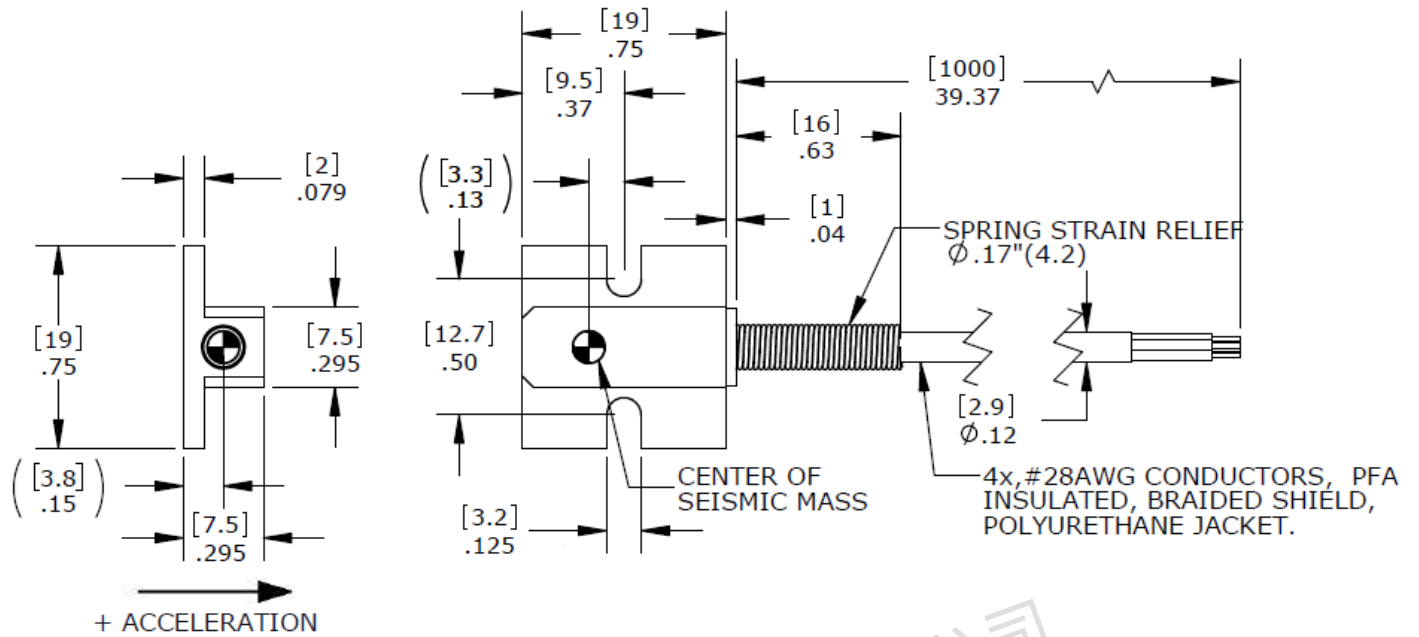 [19]
.75
[9.5]
.37
[1000]
39.37
[16]
.63
([3.3]
.13)
[2]
.079
[1]
.04
SPRING STRAIN RELIEF
Ø.17"(4.2)
[19]
.75
[7.5]
.295
[12.7]
.50
[2.9]
Ø.12
([3.8]
.15)
[7.5]
.295
[3.2]
.125
CENTER OF
SEISMIC MASS
4x,#28AWG CONDUCTORS, PFA
INSULATED, BRAIDED SHIELD,
POLYURETHANE JACKET.
+ ACCELERATION
公司